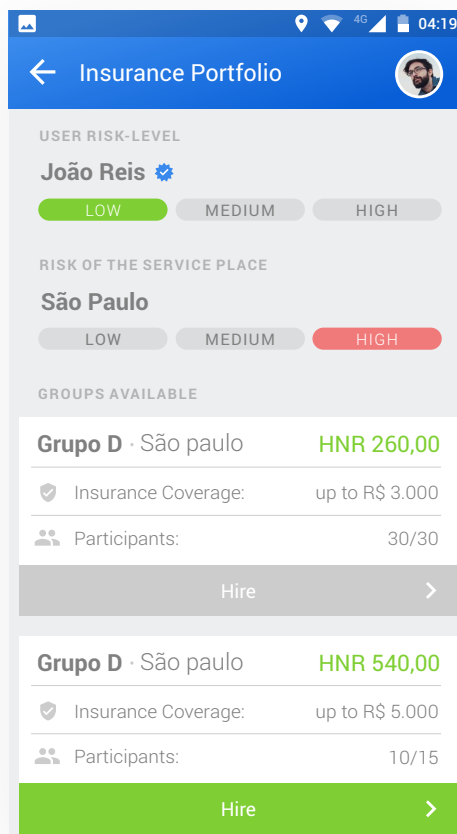 4G 04:19
Insurance Portfolio
USER RISK-LEVEL
João Reis
LOW MEDIUM HIGH
RISK OF THE SERVICE PLACE
São Paulo
LOW MEDIUM HIGH
GROUPS AVAILABLE
Grupo D · São paulo HNR 260,00
Insurance Coverage: up to R$ 3.000
Participants: 30/30
Hire
Grupo D · São paulo HNR 540,00
Insurance Coverage: up to R$ 5.000
Participants: 10/15
Hire